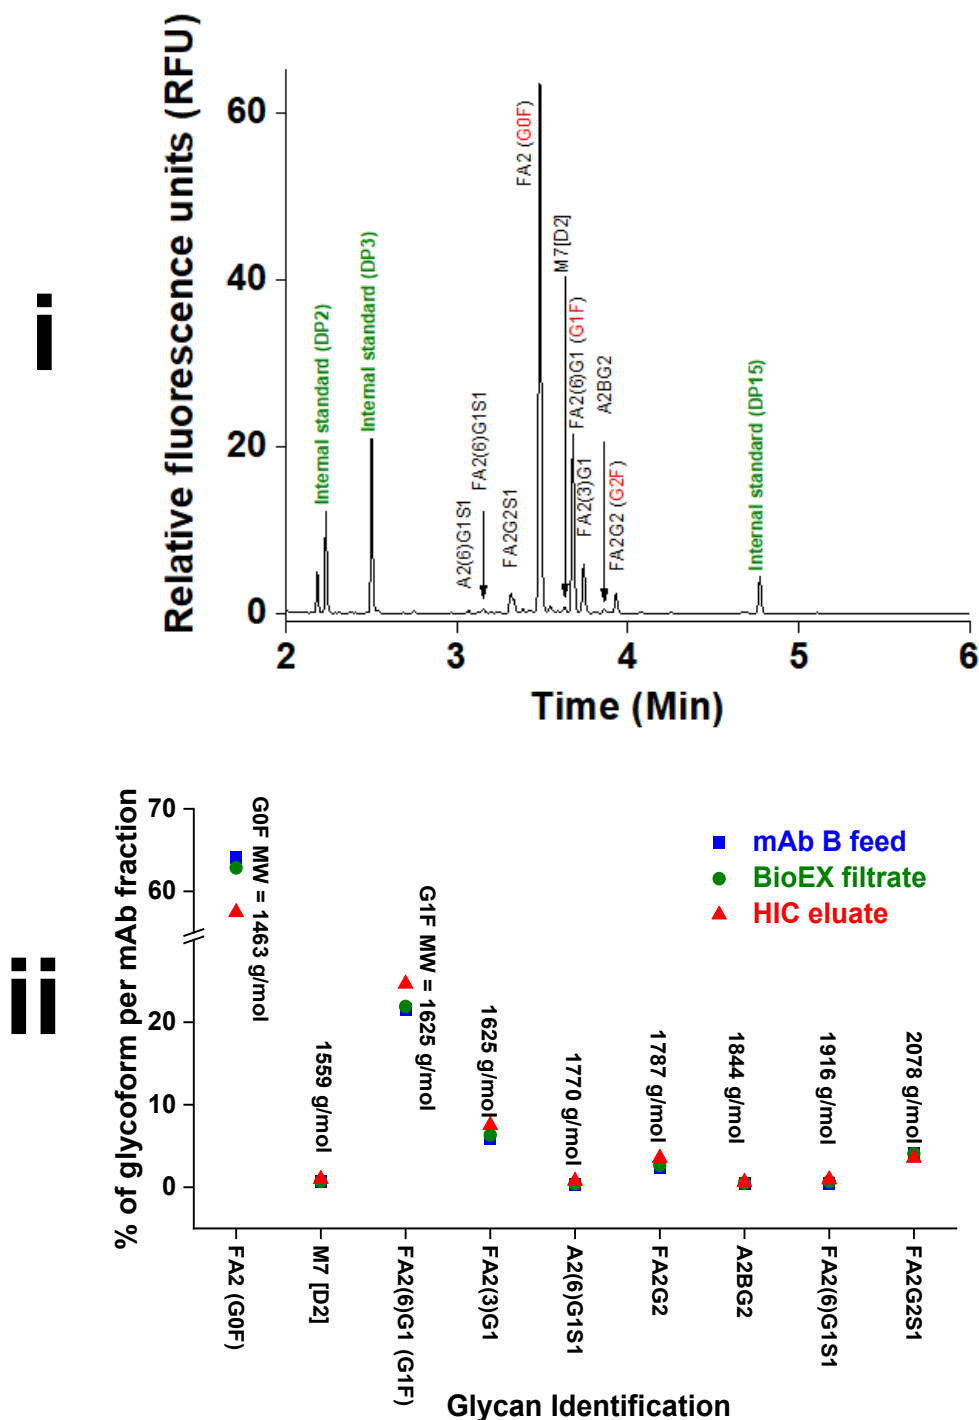 i
Relative fluorescence units (RFU)
60
40
20
0
2
3
4
5
6
Time (Min)
Internal standard (DP2)
Internal standard (DP3)
A2(6)G1S1
FA2(6)G1S1
FA2G2S1
FA2 (G0F)
M7[D2]
FA2(6)G1 (G1F)
FA2(3)G1
A2BG2
FA2G2 (G2F)
Internal standard (DP15)
ii
% of glycoform per mAb fraction
70
60
20
10
0
mAb B feed
BioEX filtrate
HIC eluate
G0F MW = 1463 g/mol
1559 g/mol
G1F MW = 1625 g/mol
1625 g/mol
1770 g/mol
1787 g/mol
1844 g/mol
1916 g/mol
2078 g/mol
FA2 (G0F)
M7 [D2]
FA2(6)G1 (G1F)
FA2(3)G1
A2(6)G1S1
FA2G2
A2BG2
FA2(6)G1S1
FA2G2S1
Glycan Identification